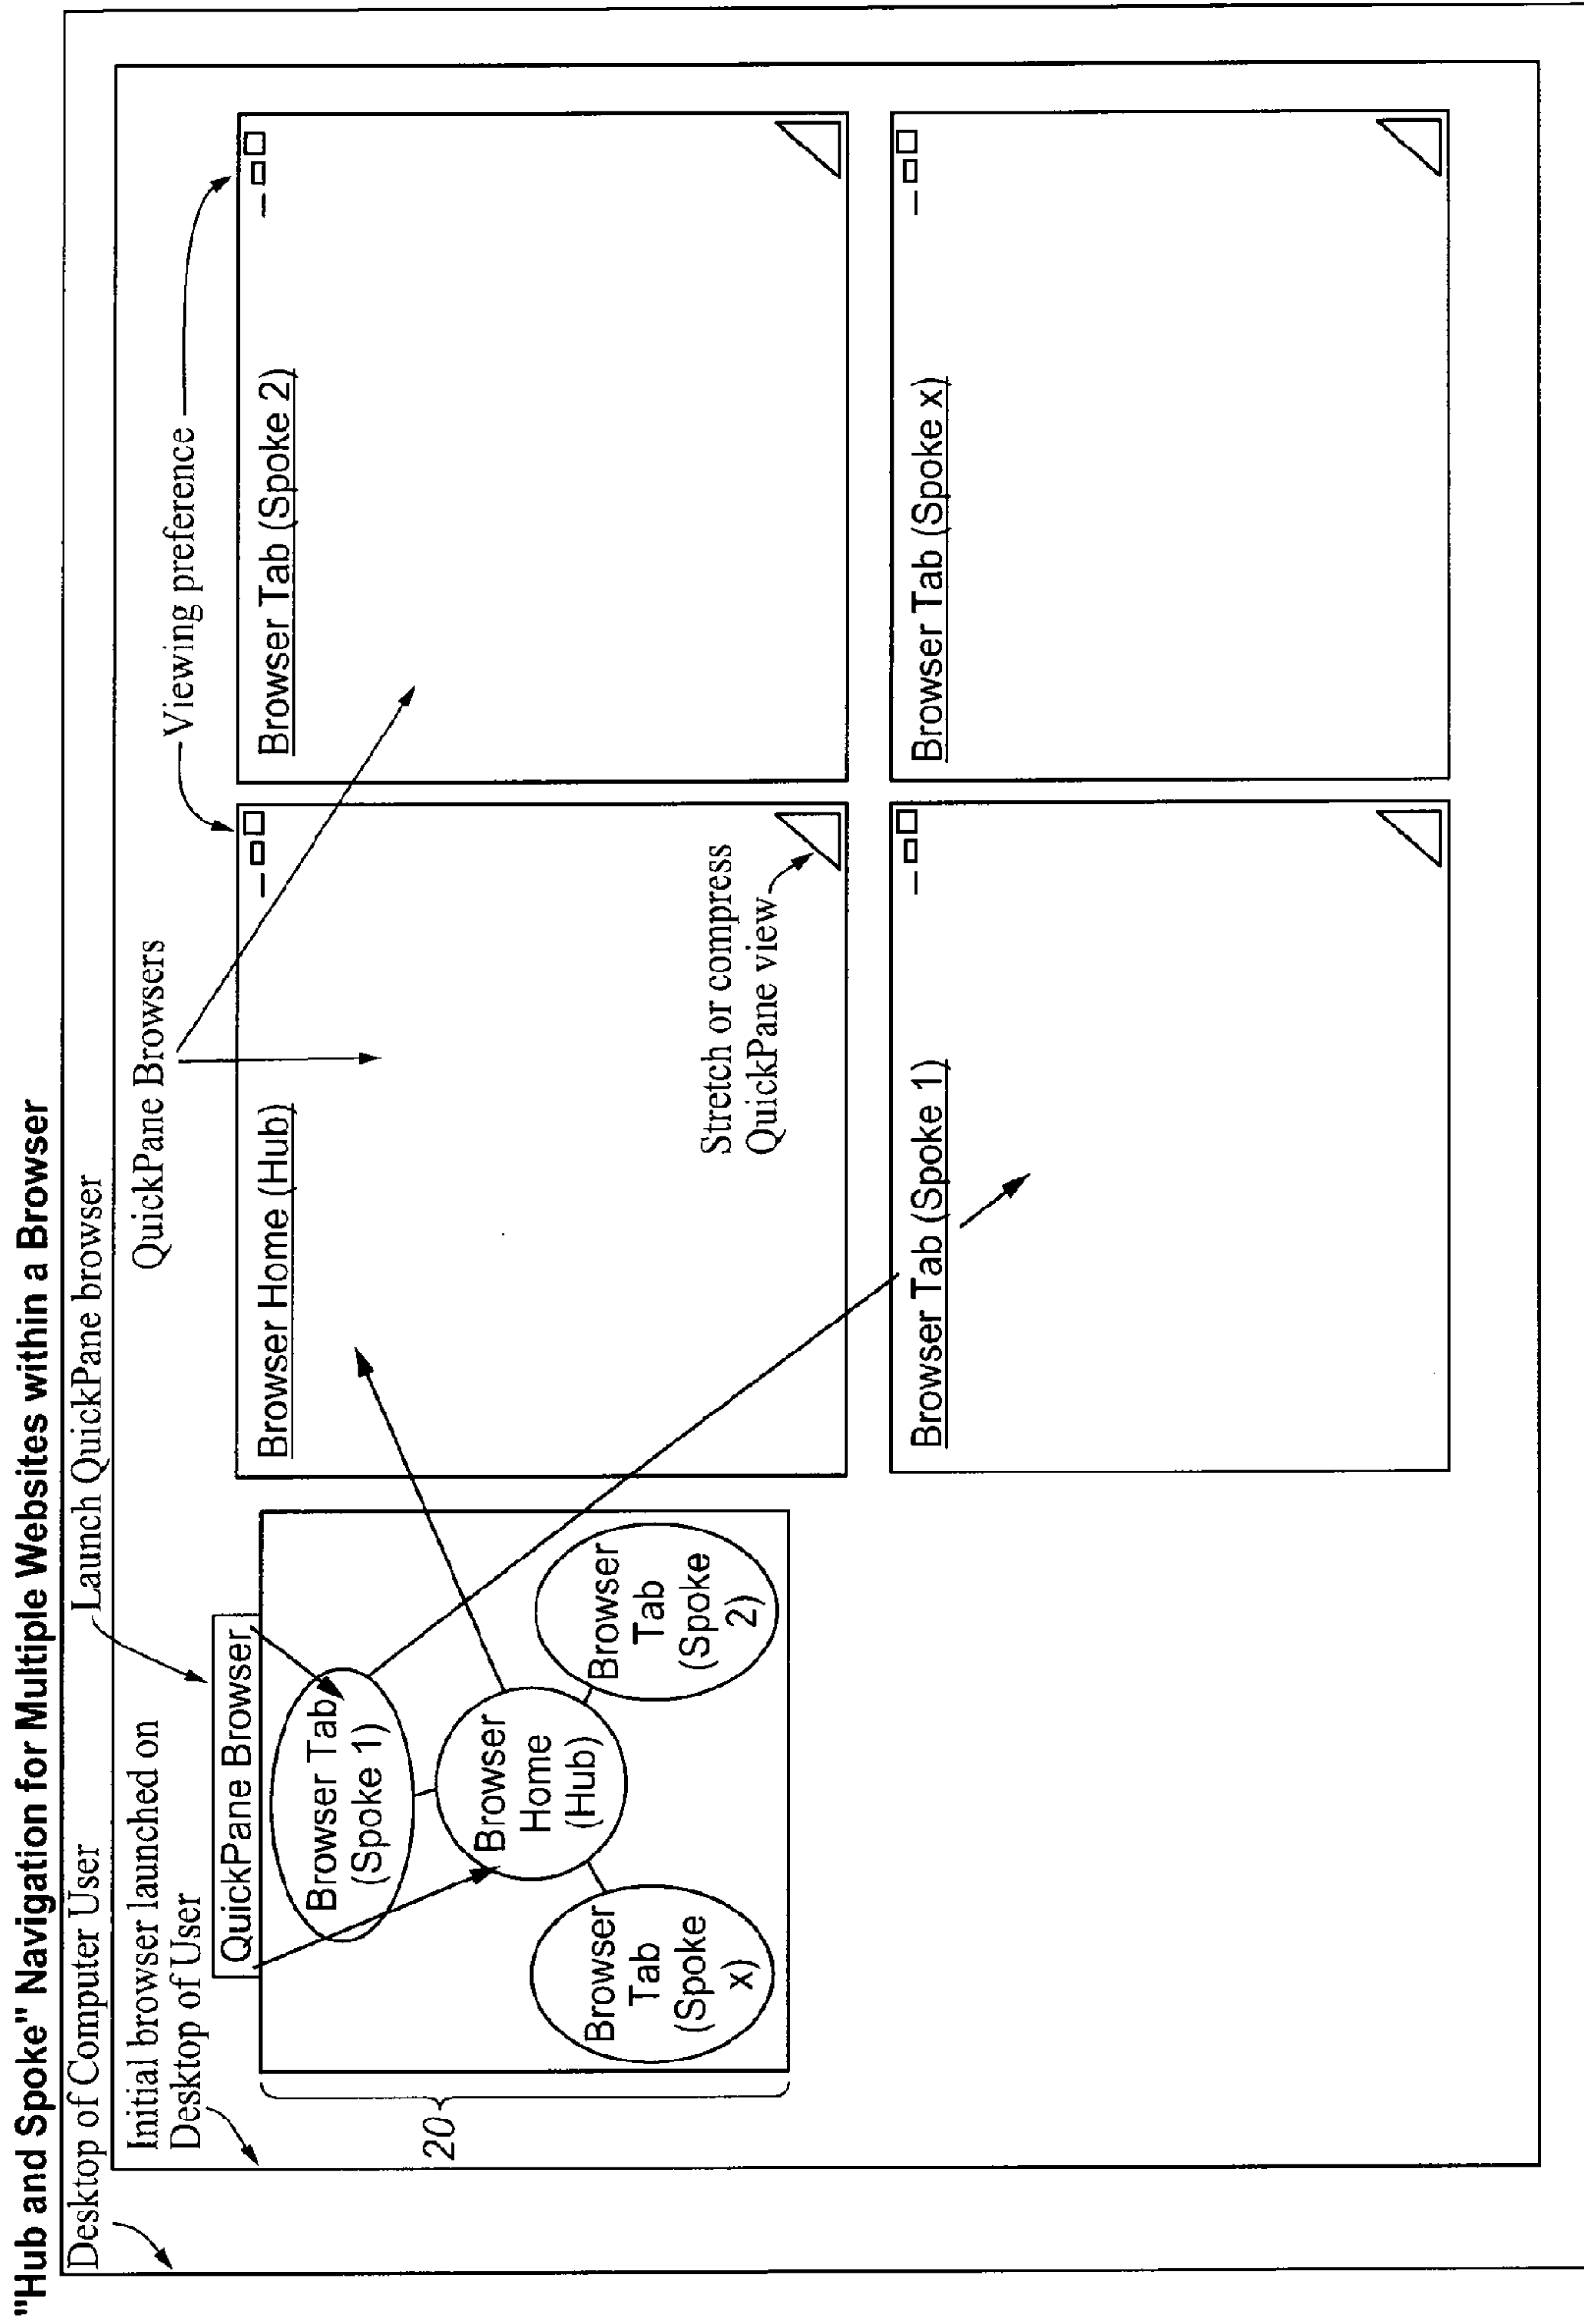 "Hub and Spoke" Navigation for Multiple Websites within a Browser
Desktop of Computer User
Launch QuickPane browser
Initial browser launched on
Desktop of User
QuickPane Browsers
Viewing preference
QuickPane Browser
Browser Tab
(Spoke 1)
Browser
Home
(Hub)
Browser
Tab
(Spoke
2)
Browser
Tab
(Spoke
x)
20
Browser Home (Hub)
Stretch or compress
QuickPane view
Browser Tab (Spoke 2)
Browser Tab (Spoke 1)
Browser Tab (Spoke x)